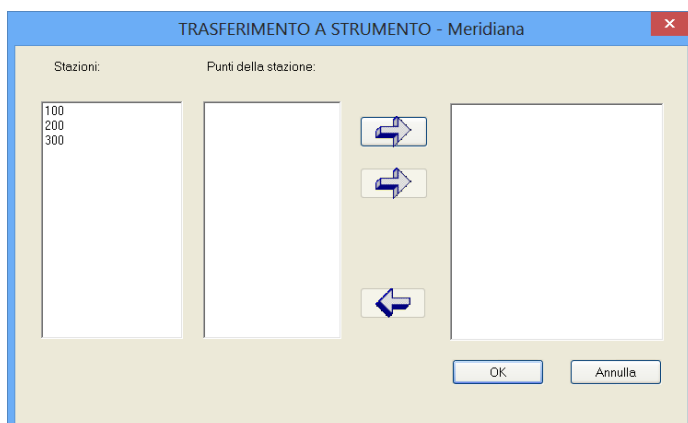 TRASFERIMENTO A STRUMENTO - Meridiana
Stazioni:
Punti della stazione:
100
200
300
OK
Annulla